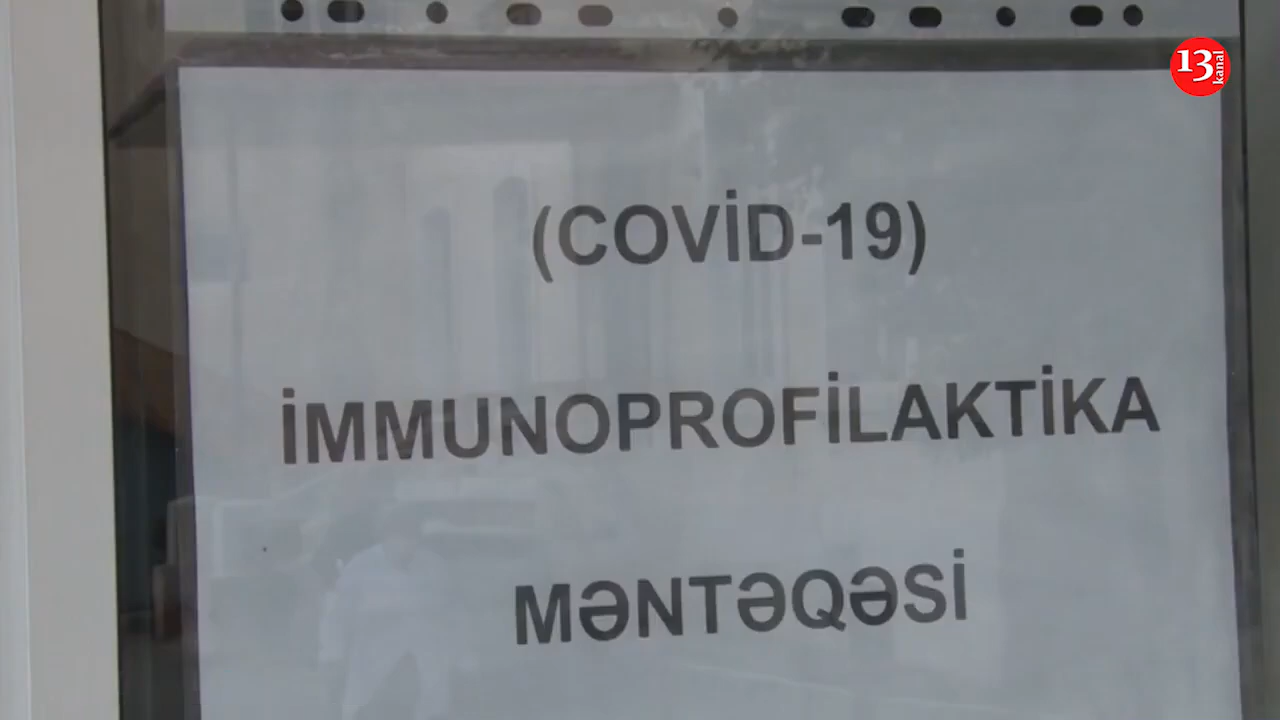 13
kanal
(COVİD-19)
İMMUNOPROFİLAKTİKA
MƏNTƏQƏSİ